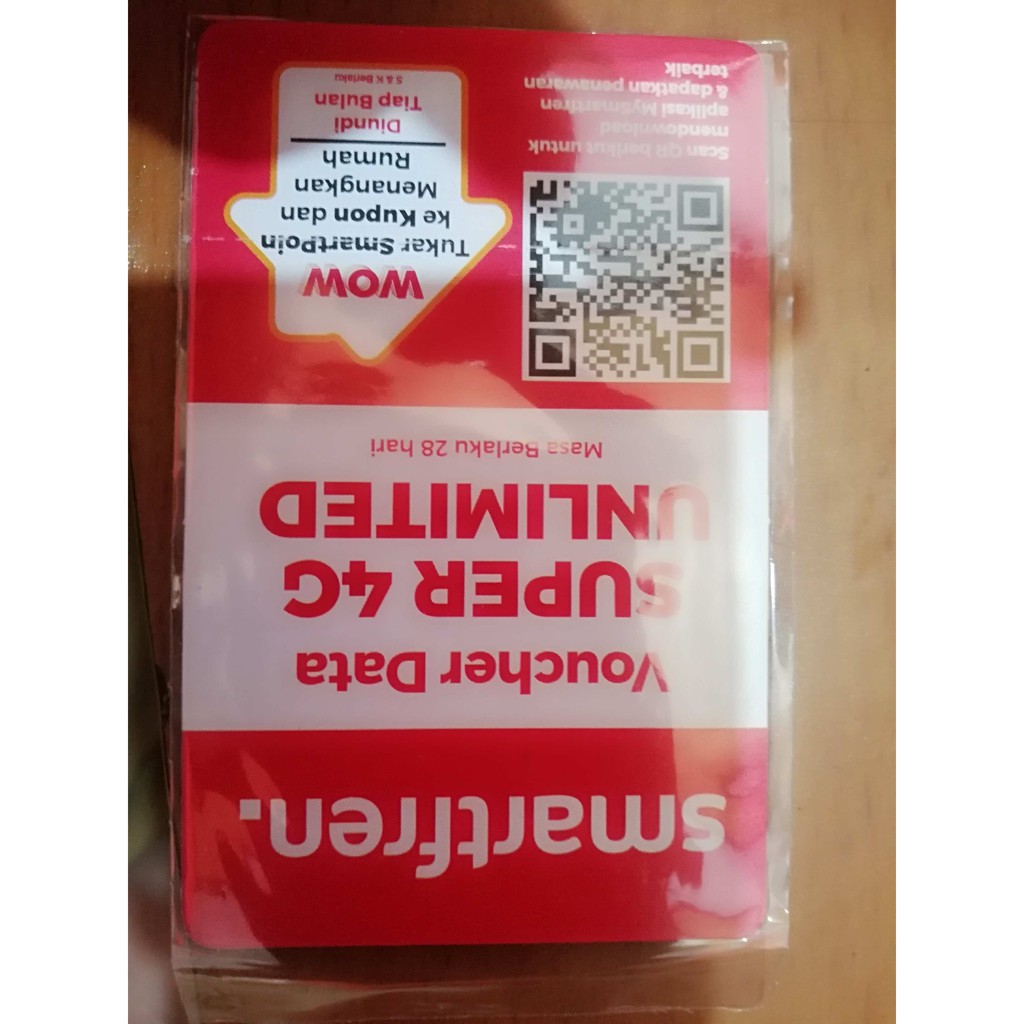 smartfren.
Voucher Data
SUPER 4G
UNLIMITED
Masa Berlaku 28 hari
WOW
Tukar SmartPoin
ke Kupon dan
Menangkan
Rumah
Diundi
Tiap Bulan
S & K Berlaku
Scan QR berikut untuk
mendownload
aplikasi MySmartfren
& dapatkan penawaran
terbaik